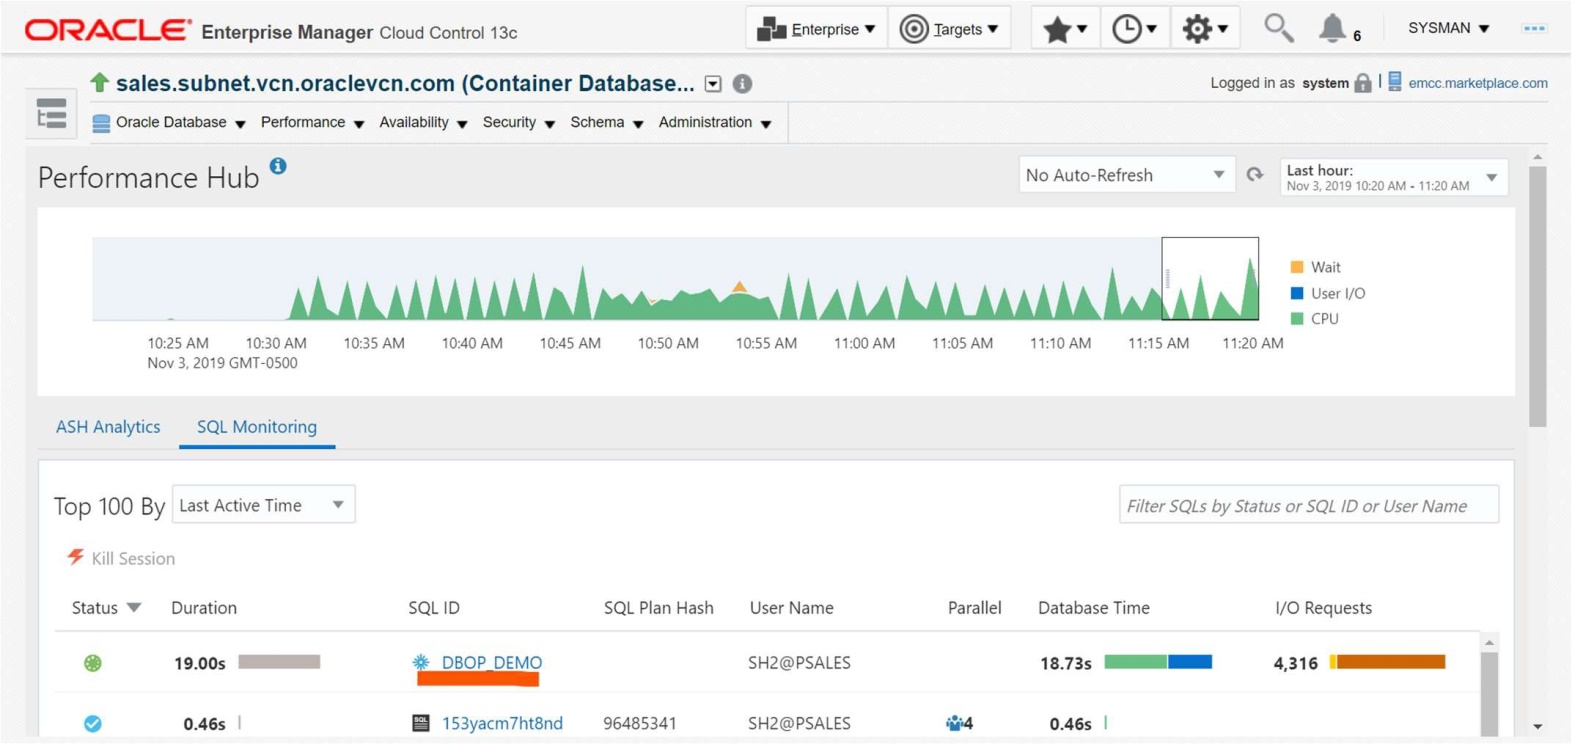 ORACLE® Enterprise Manager Cloud Control 13c Enterprise Targets 6 SYSMAN
sales.subnet.vcn.oraclevcn.com (Container Database...
Logged in as system emcc.marketplace.com
Oracle Database Performance Availability Security Schema Administration
Performance Hub
No Auto-Refresh
Last hour:
Nov 3, 2019 10:20 AM - 11:20 AM
Wait
User I/O
CPU
10:25 AM 10:30 AM 10:35 AM 10:40 AM 10:45 AM 10:50 AM 10:55 AM 11:00 AM 11:05 AM 11:10 AM 11:15 AM 11:20 AM
Nov 3, 2019 GMT-0500
ASH Analytics SQL Monitoring
Top 100 By Last Active Time Filter SQLs by Status or SQL ID or User Name
Kill Session
Status Duration SQL ID SQL Plan Hash User Name Parallel Database Time I/O Requests
19.00s DBOP_DEMO SH2@PSALES 18.73s 4,316
0.46s SQL 153yacm7ht8nd 96485341 SH2@PSALES 4 0.46s